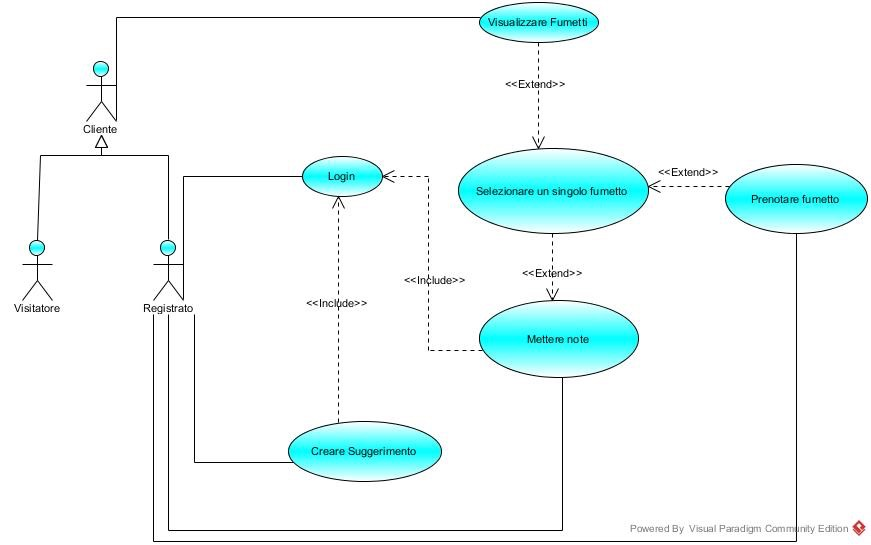 Visualizzare Fumetti
<<Extend>>
Cliente
Login
Selezionare un singolo fumetto
<<Extend>>
Prenotare fumetto
Visitatore
Registrato
<<Include>>
<<Include>>
<<Extend>>
Mettere note
Creare Suggerimento
Powered By Visual Paradigm Community Edition